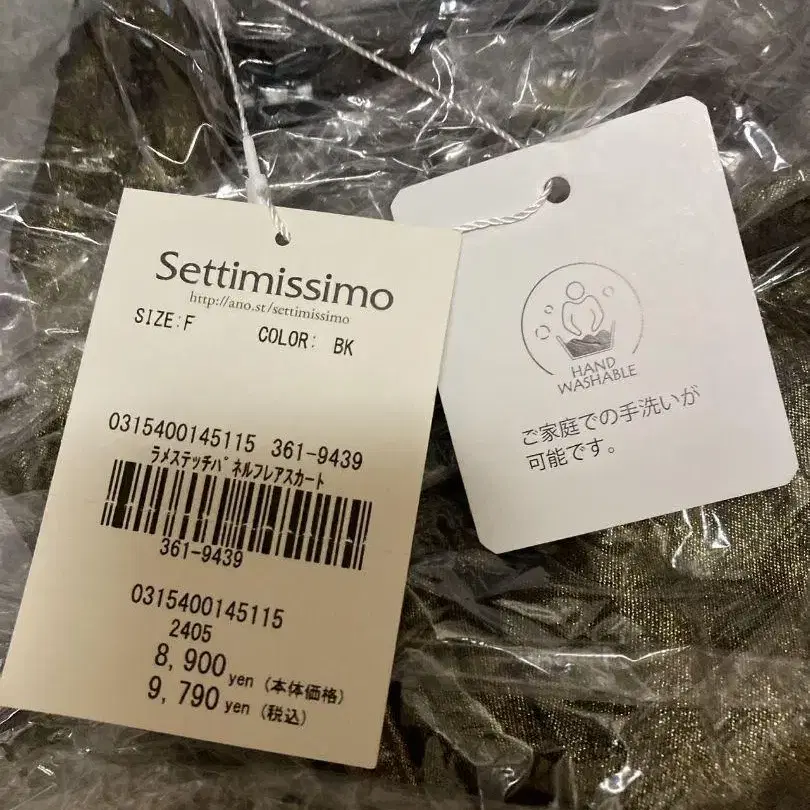 Settimissimo
http://ano.st/settimissimo
SIZE:F COLOR: BK
0315400145115 361-9439
ラメステッチパネルフレアスカート
361-9439
0315400145115
2405
8,900 yen (本体価格)
9,790 yen (税込)
HAND
WASHABLE
ご家庭での手洗いが
可能です。